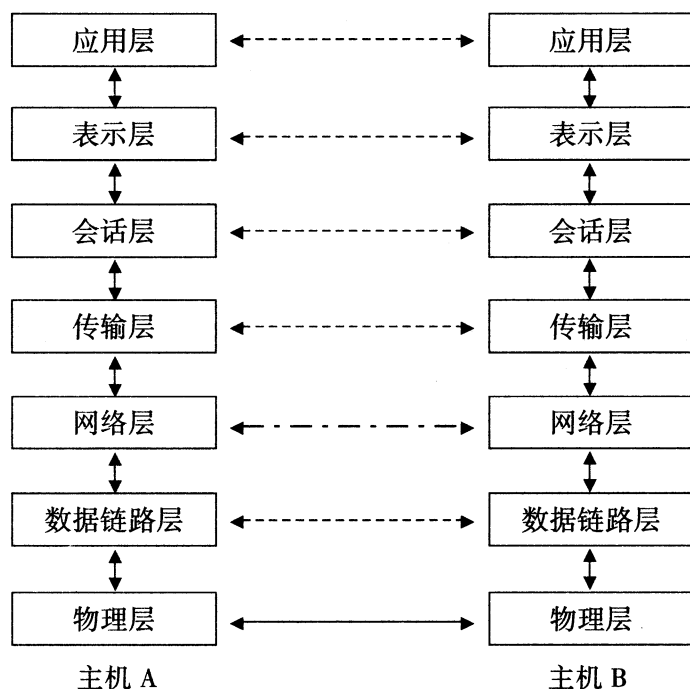 应用层 应用层
表示层 表示层
会话层 会话层
传输层 传输层
网络层 网络层
数据链路层 数据链路层
物理层 物理层
主机 A 主机 B